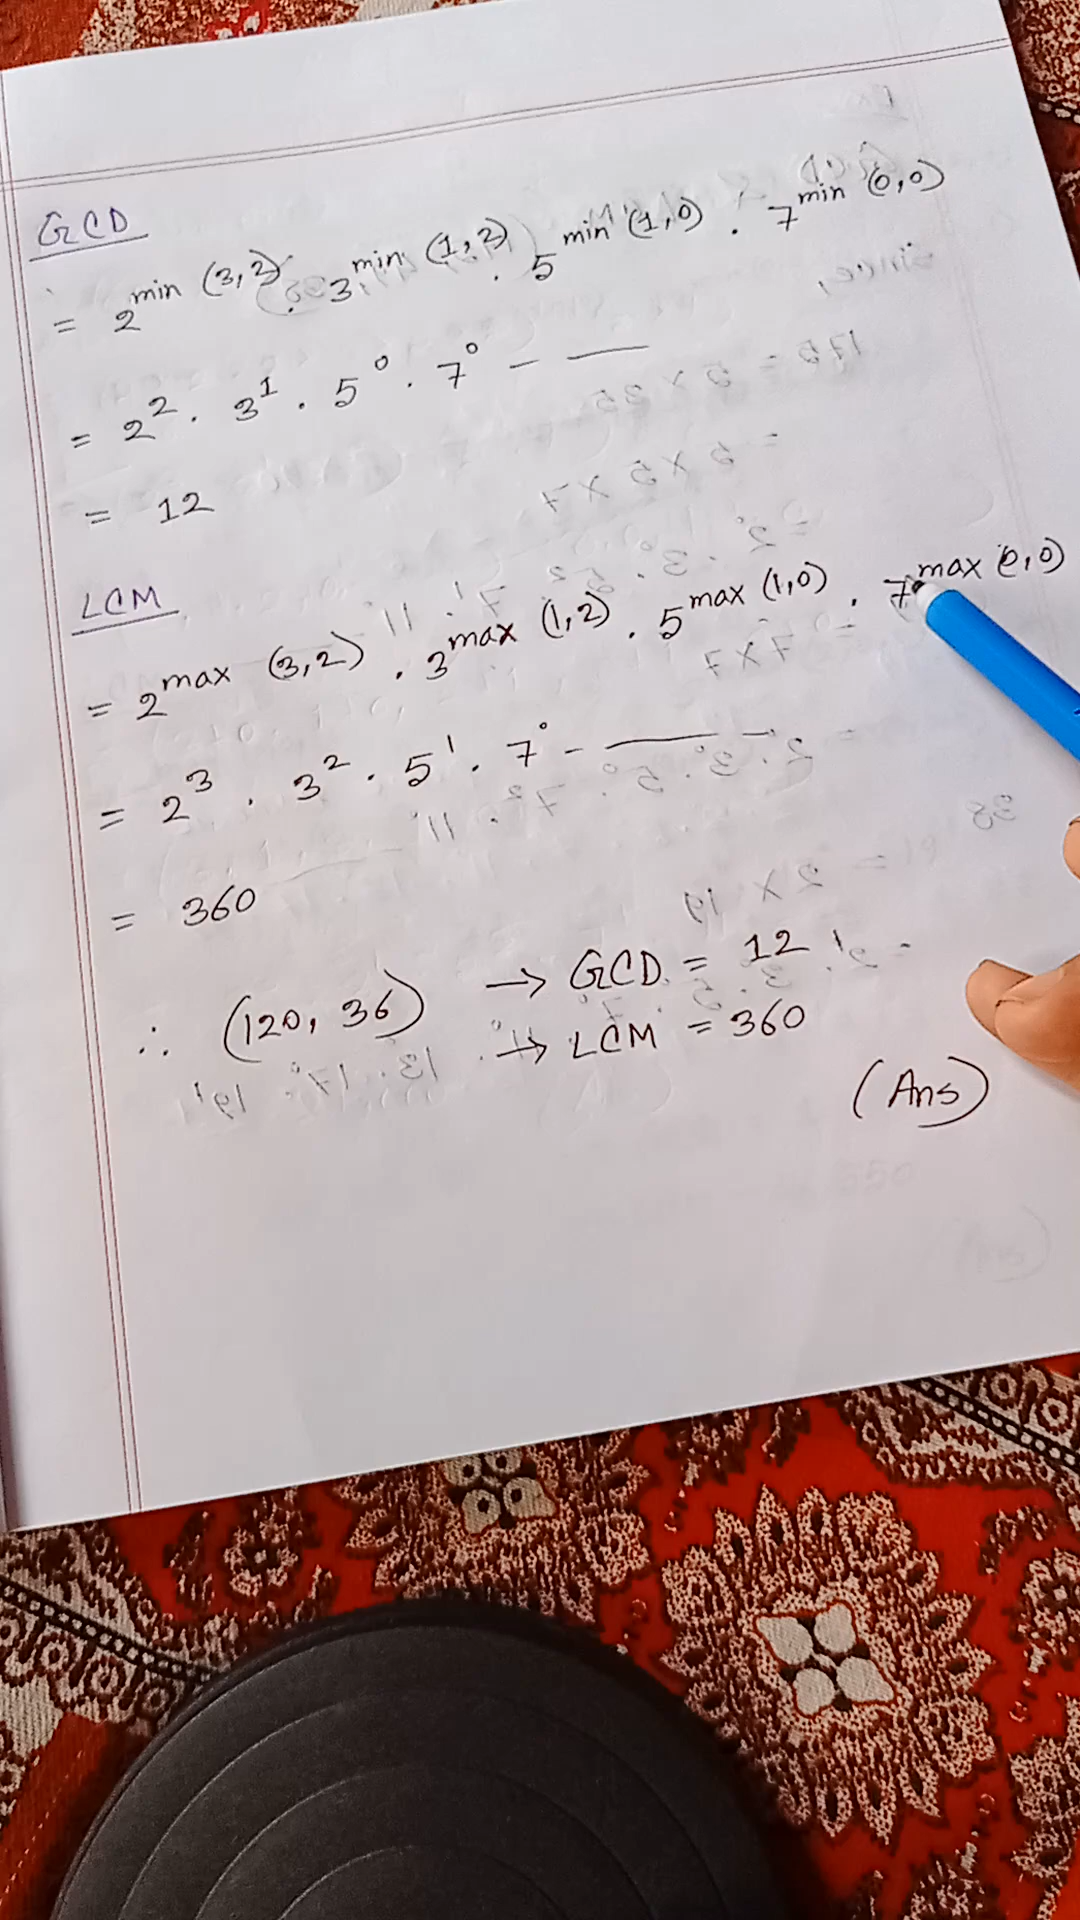 GCD
= 2^min (3,2) . 3^min (1,2) . 5^min (1,0) . 7^min (0,0)
= 2^2 . 3^1 . 5^0 . 7^0 - —
= 12
LCM
= 2^max (3,2) . 3^max (1,2) . 5^max (1,0) . 7^max (0,0)
= 2^3 . 3^2 . 5^1 . 7^0 - — -
= 360
∴ (120, 36) → GCD = 12
→ LCM = 360
(Ans)